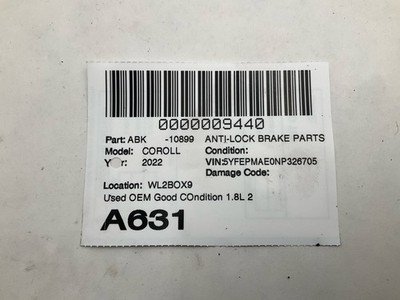 0000009440
Part: ABK -10899 ANTI-LOCK BRAKE PARTS
Model: COROLL Condition:
Year: 2022 VIN:5YFEPMAE0NP326705
Damage Code:
Location: WL2BOX9
Used OEM Good COndition 1.8L 2
A631